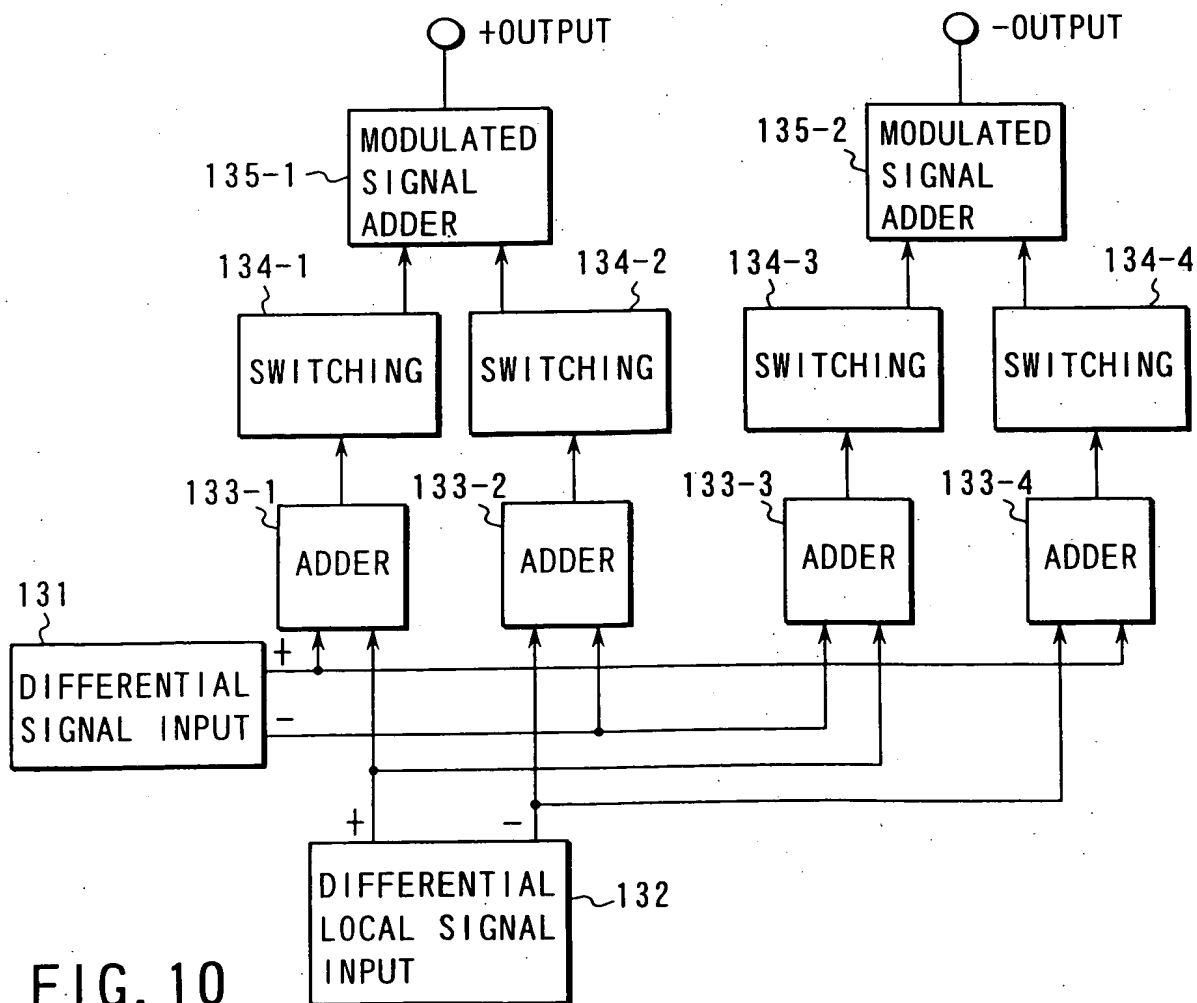 +OUTPUT
-OUTPUT
MODULATED
SIGNAL
ADDER
135-1
MODULATED
SIGNAL
ADDER
135-2
134-1
134-2
134-3
134-4
SWITCHING
SWITCHING
SWITCHING
SWITCHING
133-1
133-2
133-3
133-4
ADDER
ADDER
ADDER
ADDER
131
DIFFERENTIAL
SIGNAL INPUT
+
-
+
-
DIFFERENTIAL
LOCAL SIGNAL
INPUT
132
FIG. 10